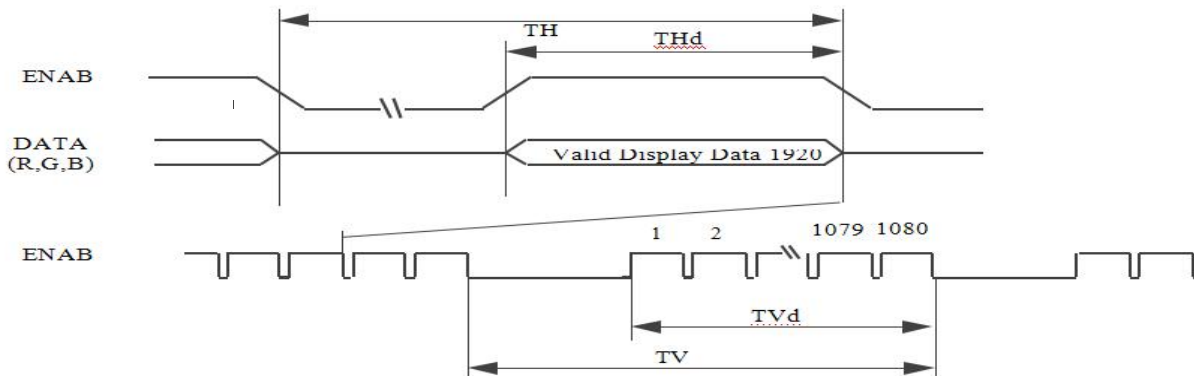 TH
THd
ENAB
DATA
(R,G,B)
Valid Display Data 1920
1 2 1079 1080
ENAB
TVd
TV